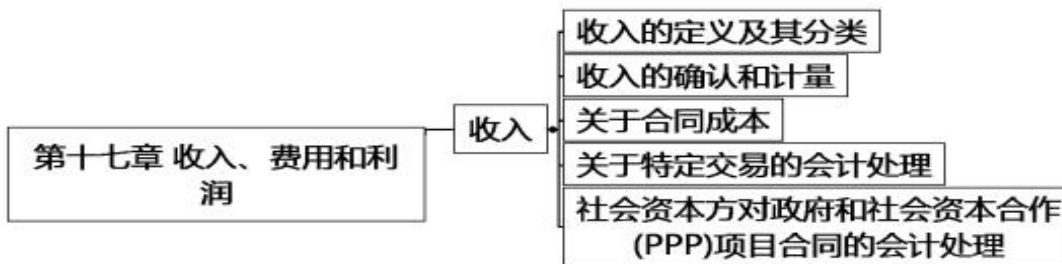 第十七章 收入、费用和利
润
收入
收入的定义及其分类
收入的确认和计量
关于合同成本
关于特定交易的会计处理
社会资本方对政府和社会资本合作
(PPP)项目合同的会计处理